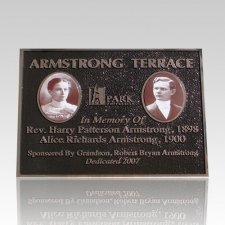 ARMSTRONG TERRACE
PARK
In Memory Of
Rev. Harry Patterson Armstrong, 1898
Alice Richards Armstrong, 1900
Sponsored By Grandson, Robert Bryan Armstrong
Dedicated 2007